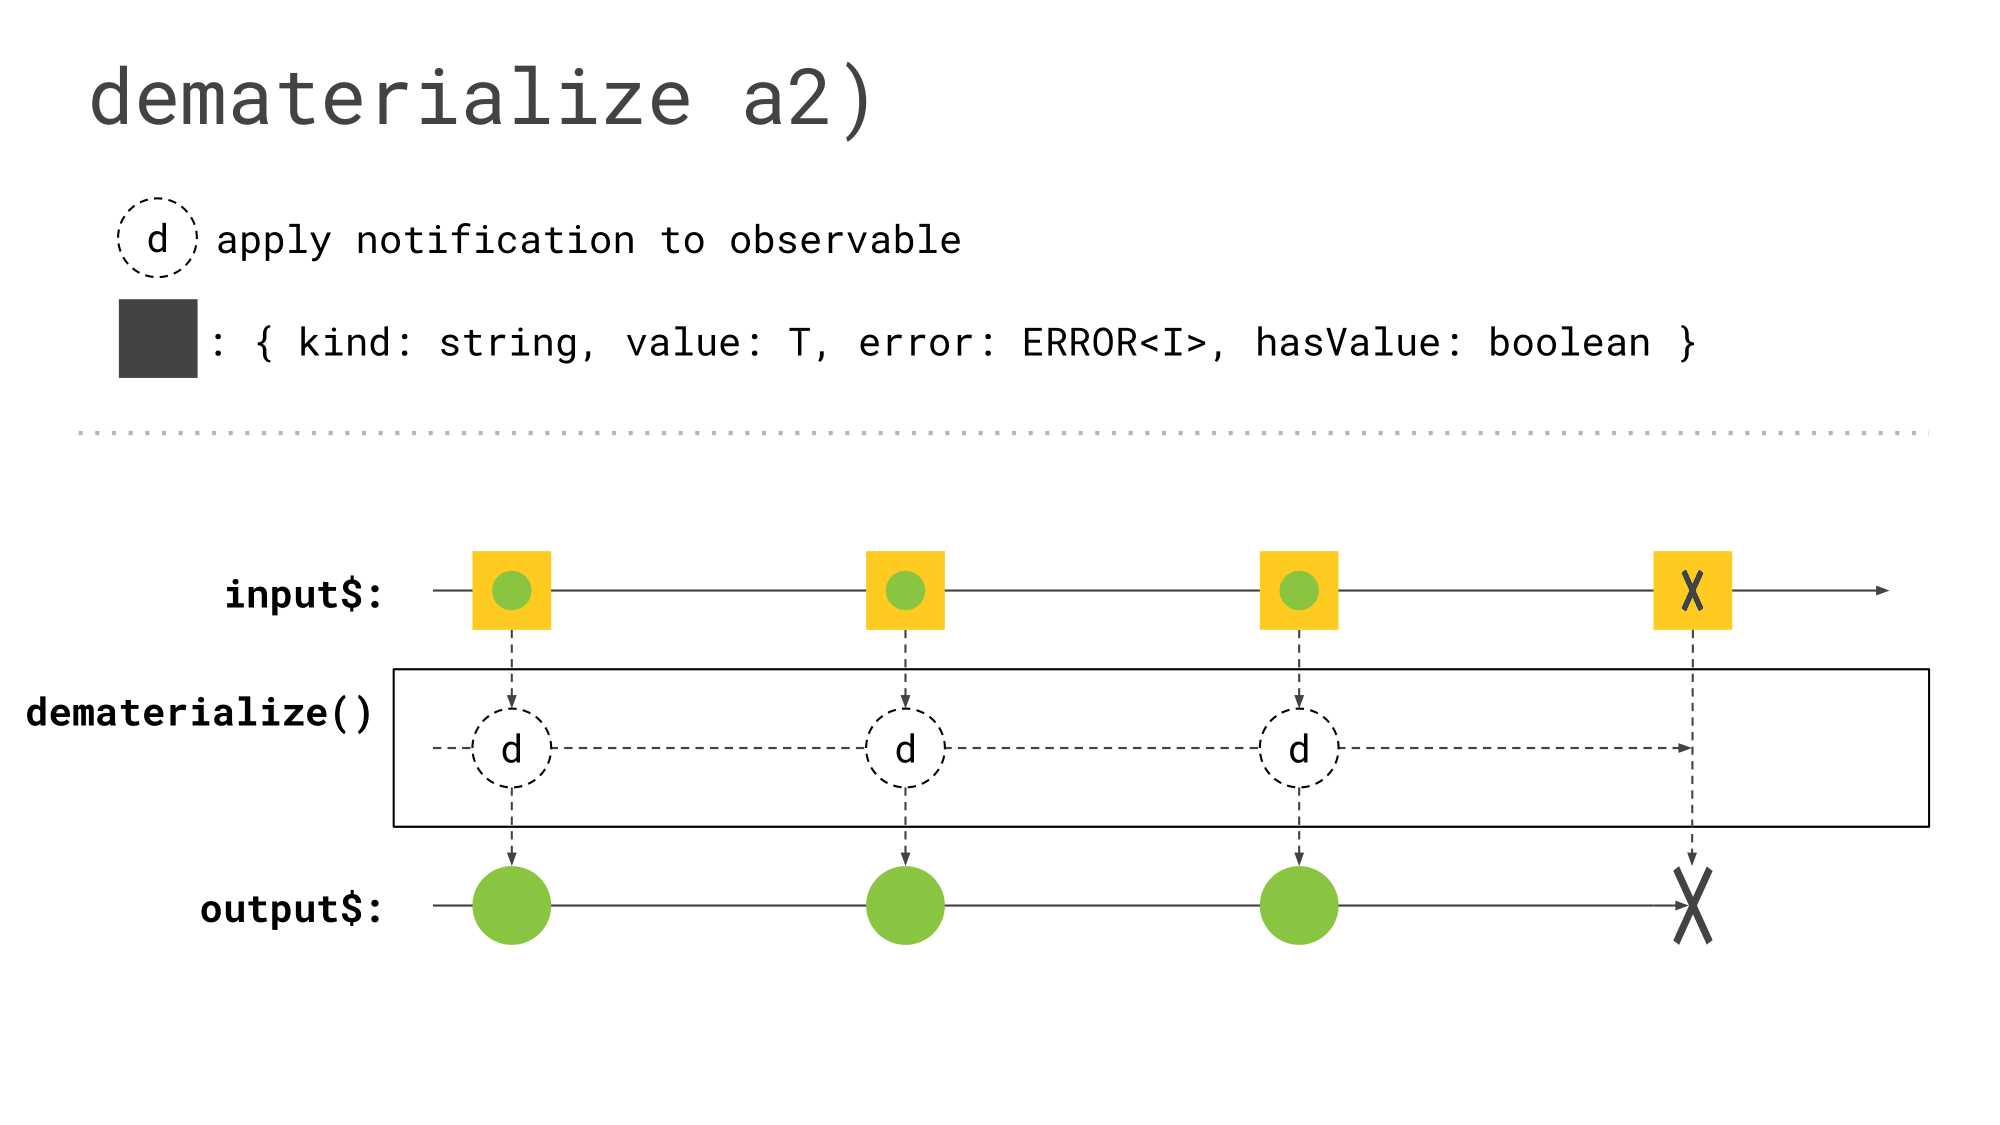 dematerialize a2)
d apply notification to observable
: { kind: string, value: T, error: ERROR<I>, hasValue: boolean }
input$:
dematerialize()
d d d
output$: